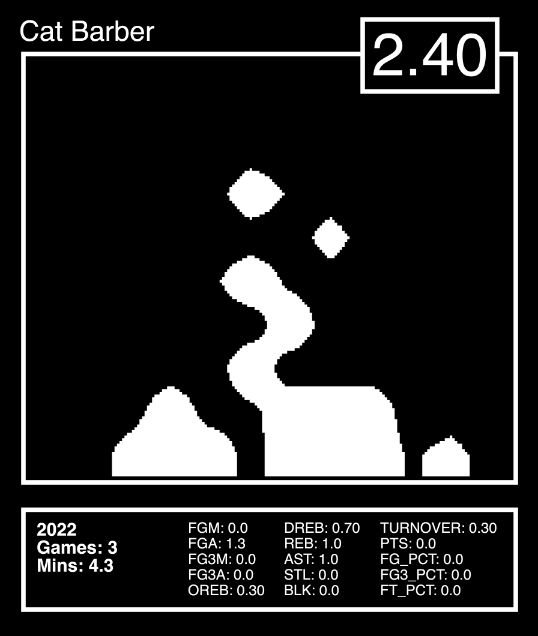 Cat Barber
2.40
2022
Games: 3
Mins: 4.3
FGM: 0.0
FGA: 1.3
FG3M: 0.0
FG3A: 0.0
OREB: 0.30
DREB: 0.70
REB: 1.0
AST: 1.0
STL: 0.0
BLK: 0.0
TURNOVER: 0.30
PTS: 0.0
FG_PCT: 0.0
FG3_PCT: 0.0
FT_PCT: 0.0